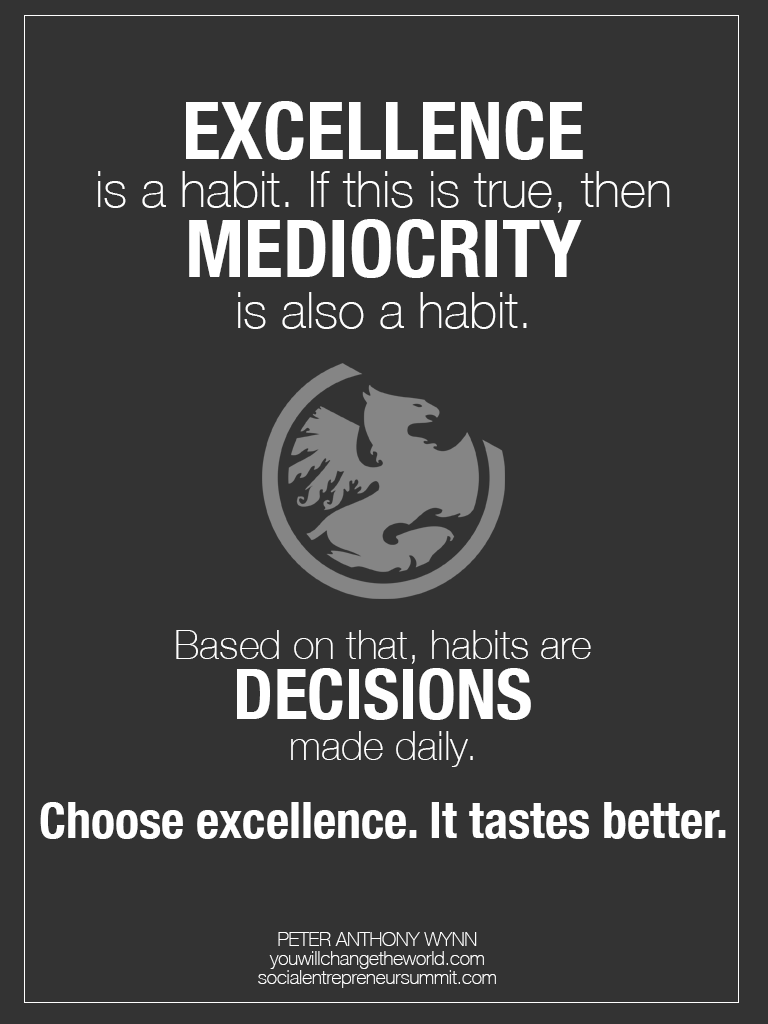 EXCELLENCE
is a habit. If this is true, then
MEDIOCRITY
is also a habit.
Based on that, habits are
DECISIONS
made daily.
Choose excellence. It tastes better.
PETER ANTHONY WYNN
youwillchangetheworld.com
socialentrepreneursummit.com